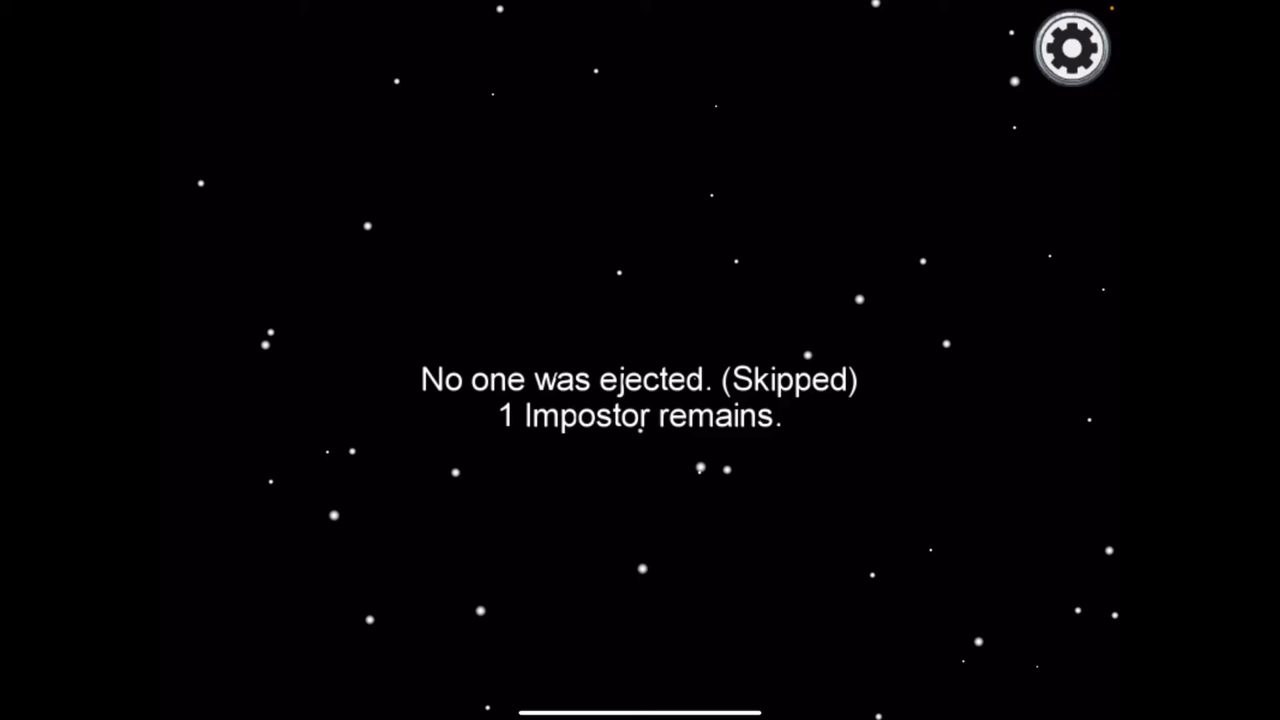 No one was ejected. (Skipped)
1 Impostor remains.